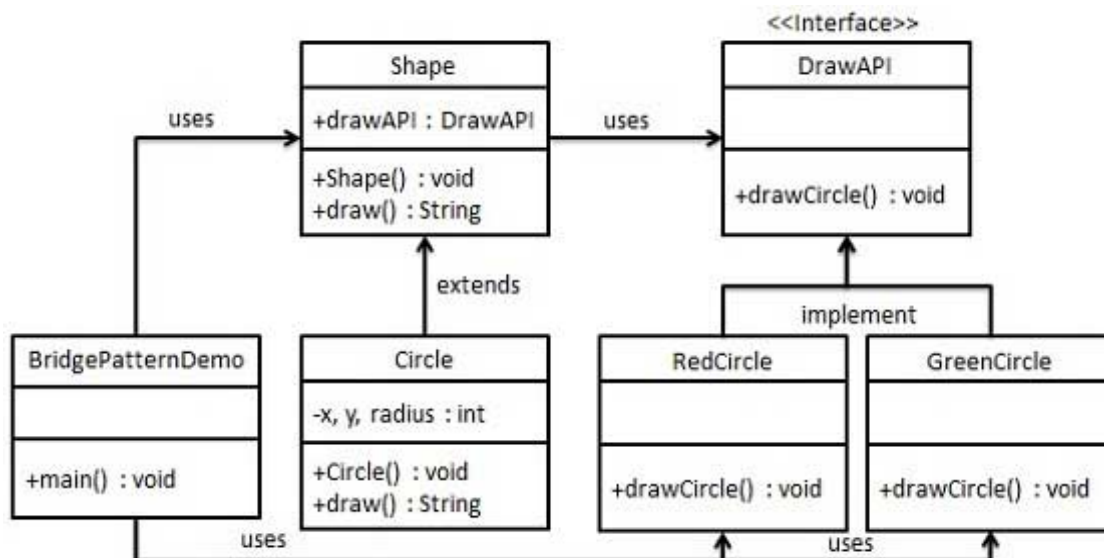 <<Interface>>
Shape
DrawAPI
+drawAPI : DrawAPI
uses
uses
+Shape() : void
+draw() : String
+drawCircle() : void
extends
implement
BridgePatternDemo
Circle
RedCircle
GreenCircle
-x, y, radius : int
+main() : void
+Circle() : void
+draw() : String
+drawCircle() : void
+drawCircle() : void
uses
uses